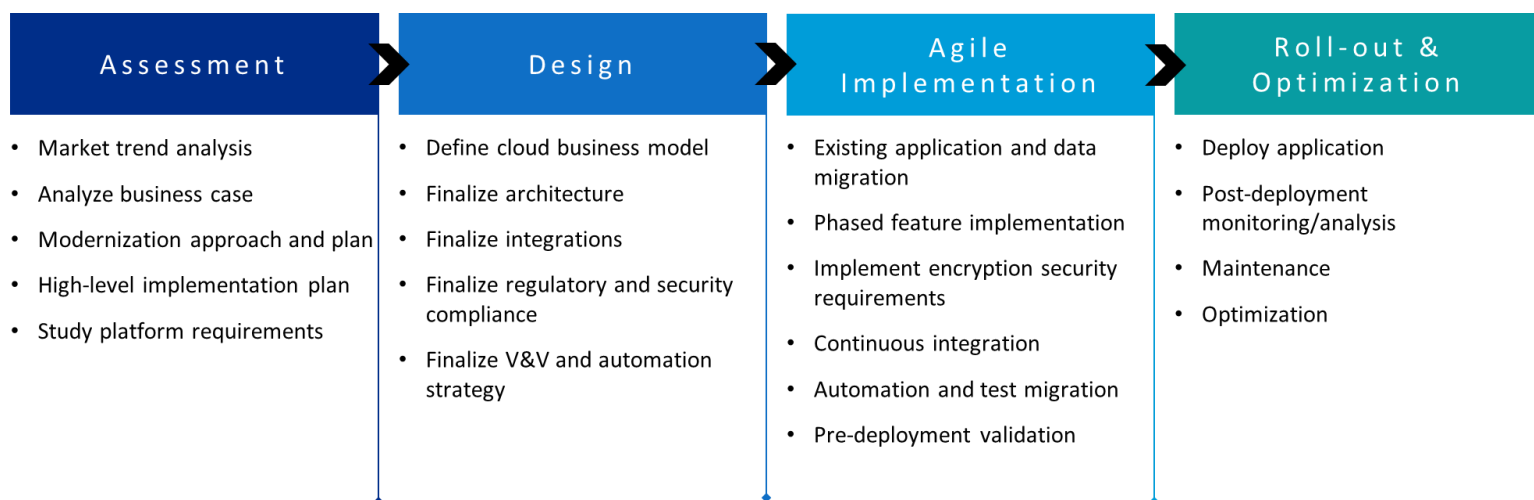 Assessment
• Market trend analysis
• Analyze business case
• Modernization approach and plan
• High-level implementation plan
• Study platform requirements
Design
• Define cloud business model
• Finalize architecture
• Finalize integrations
• Finalize regulatory and security
compliance
• Finalize V&V and automation
strategy
Agile
Implementation
• Existing application and data
migration
• Phased feature implementation
• Implement encryption security
requirements
• Continuous integration
• Automation and test migration
• Pre-deployment validation
Roll-out &
Optimization
• Deploy application
• Post-deployment
monitoring/analysis
• Maintenance
• Optimization